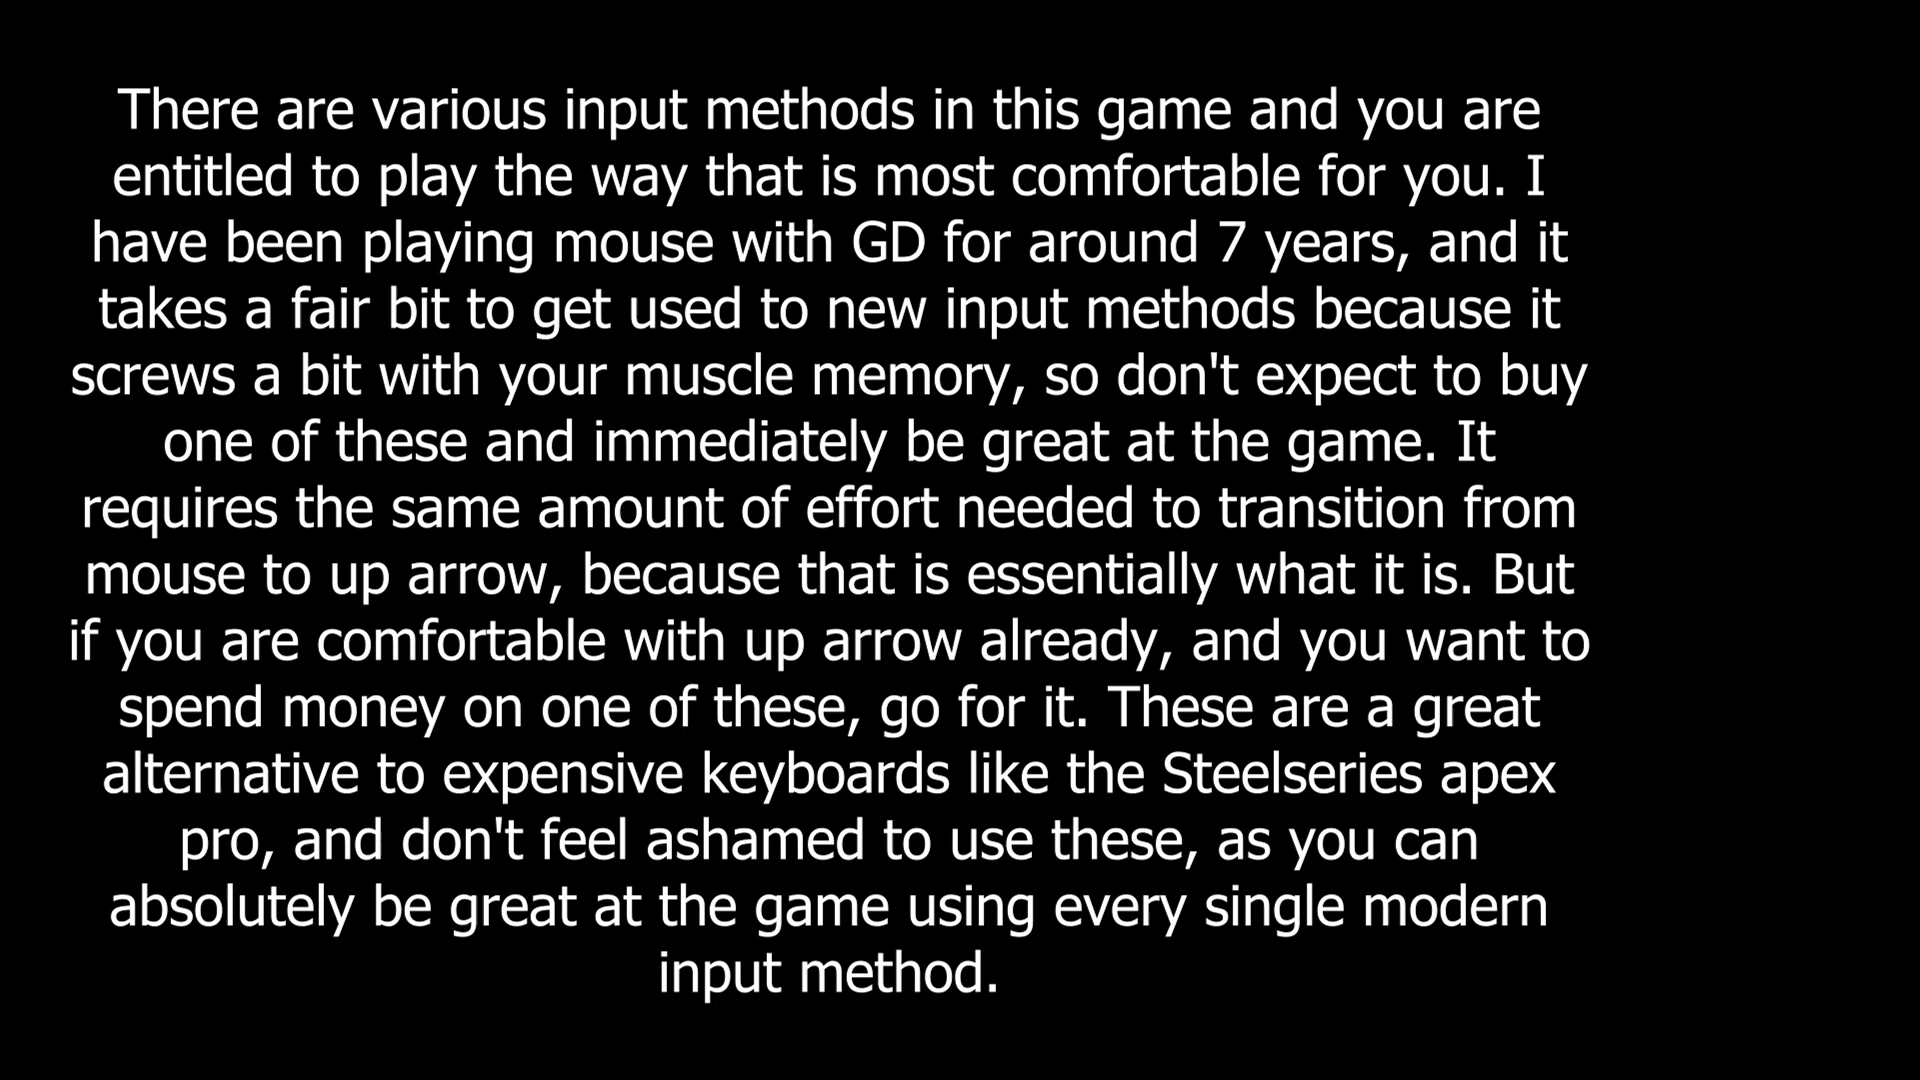 There are various input methods in this game and you are
entitled to play the way that is most comfortable for you. I
have been playing mouse with GD for around 7 years, and it
takes a fair bit to get used to new input methods because it
screws a bit with your muscle memory, so don't expect to buy
one of these and immediately be great at the game. It
requires the same amount of effort needed to transition from
mouse to up arrow, because that is essentially what it is. But
if you are comfortable with up arrow already, and you want to
spend money on one of these, go for it. These are a great
alternative to expensive keyboards like the Steelseries apex
pro, and don't feel ashamed to use these, as you can
absolutely be great at the game using every single modern
input method.